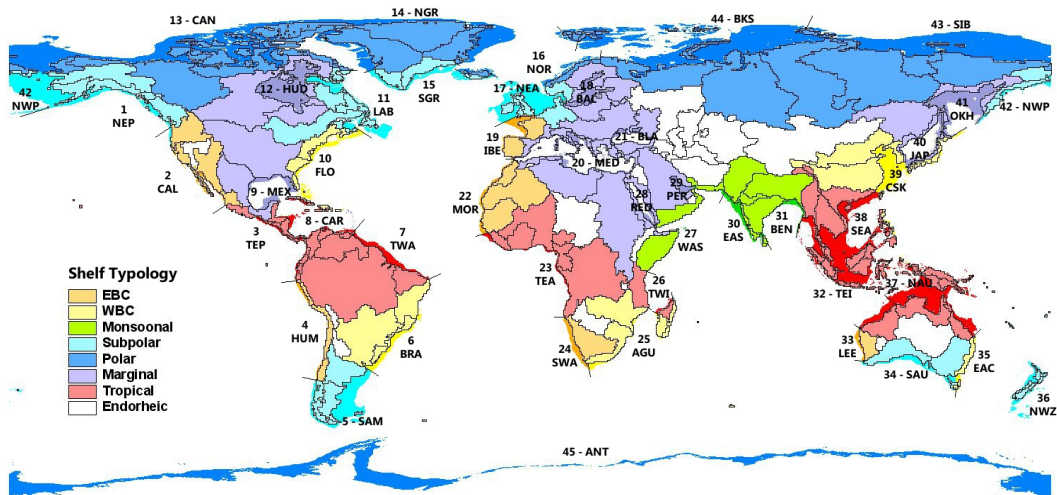 14 - NGR
13 - CAN
44 - BKS
43 - SIB
16
NOR
42
NWP
12 - HUD
15
SGR
17 - NEA
18
BAL
1
NEP
11
LAB
41
OKH
42 - NWP
19
IBE
21 - BLA
20 - MED
40
JAP
10
FLO
2
CAL
9 - MEX
39
CSK
22
MOR
28
RED
29
PER
8 - CAR
3
TEP
7
TWA
27
WAS
30
EAS
31
BEN
38
SEA
23
TEA
26
TWI
32 - TEI
37 - NAU
Shelf Typology
EBC
WBC
Monsoonal
Subpolar
Polar
Marginal
Tropical
Endorheic
4
HUM
6
BRA
24
SWA
25
AGU
33
LEE
35
EAC
34 - SAU
36
NWZ
5 - SAM
45 - ANT